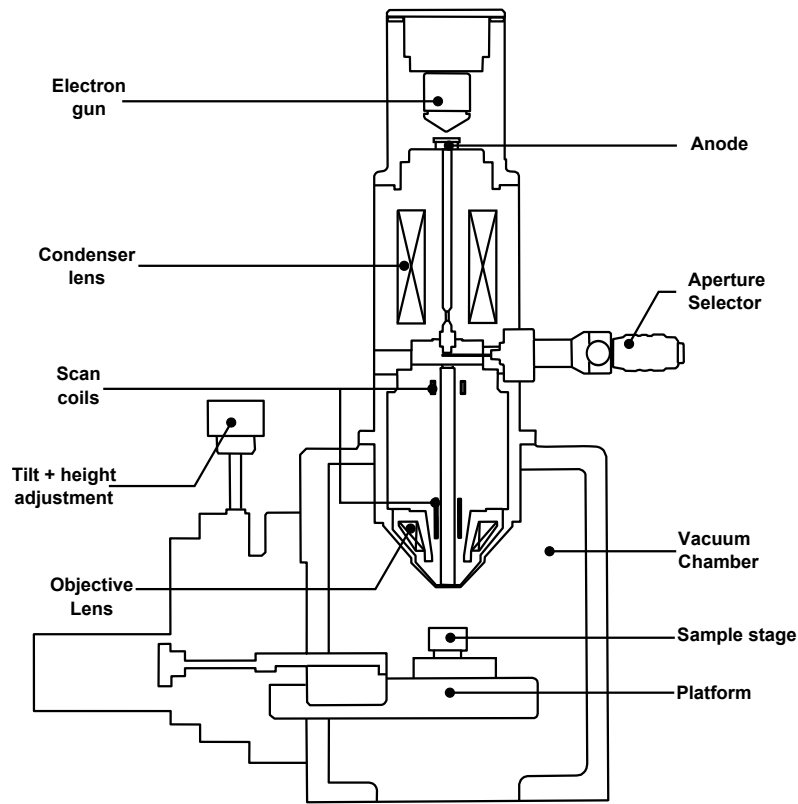 Electron
gun
Anode
Condenser
lens
Aperture
Selector
Scan
coils
Tilt + height
adjustment
Vacuum
Chamber
Objective
Lens
Sample stage
Platform